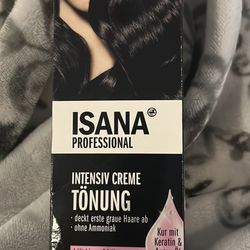 ISANA
PROFESSIONAL
INTENSIV CREME
TÖNUNG
· deckt erste graue Haare ab
· ohne Ammoniak
Kur mit
Keratin &